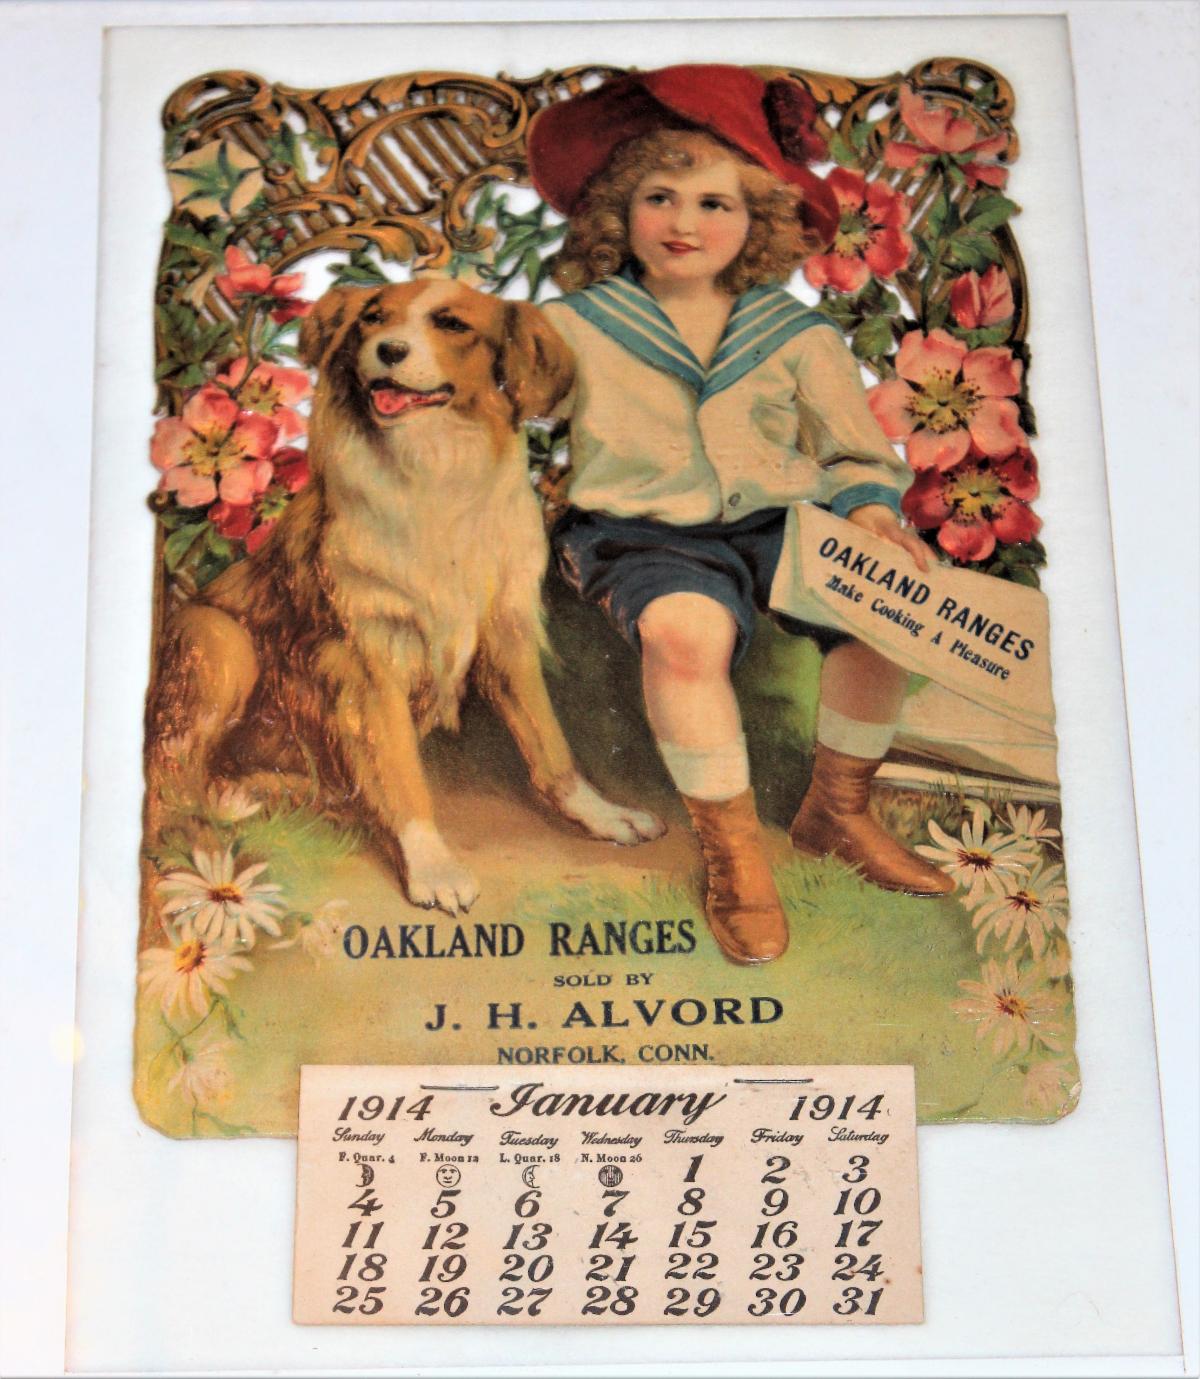 OAKLAND RANGES
Make Cooking A Pleasure
OAKLAND RANGES
SOLD BY
J. H. ALVORD
NORFOLK, CONN.
1914 January 1914
Sunday Monday Tuesday Wednesday Thursday Friday Saturday
F. Quar. 4 F. Moon 12 L. Quar. 18 N. Moon 26 1 2 3
4 5 6 7 8 9 10
11 12 13 14 15 16 17
18 19 20 21 22 23 24
25 26 27 28 29 30 31